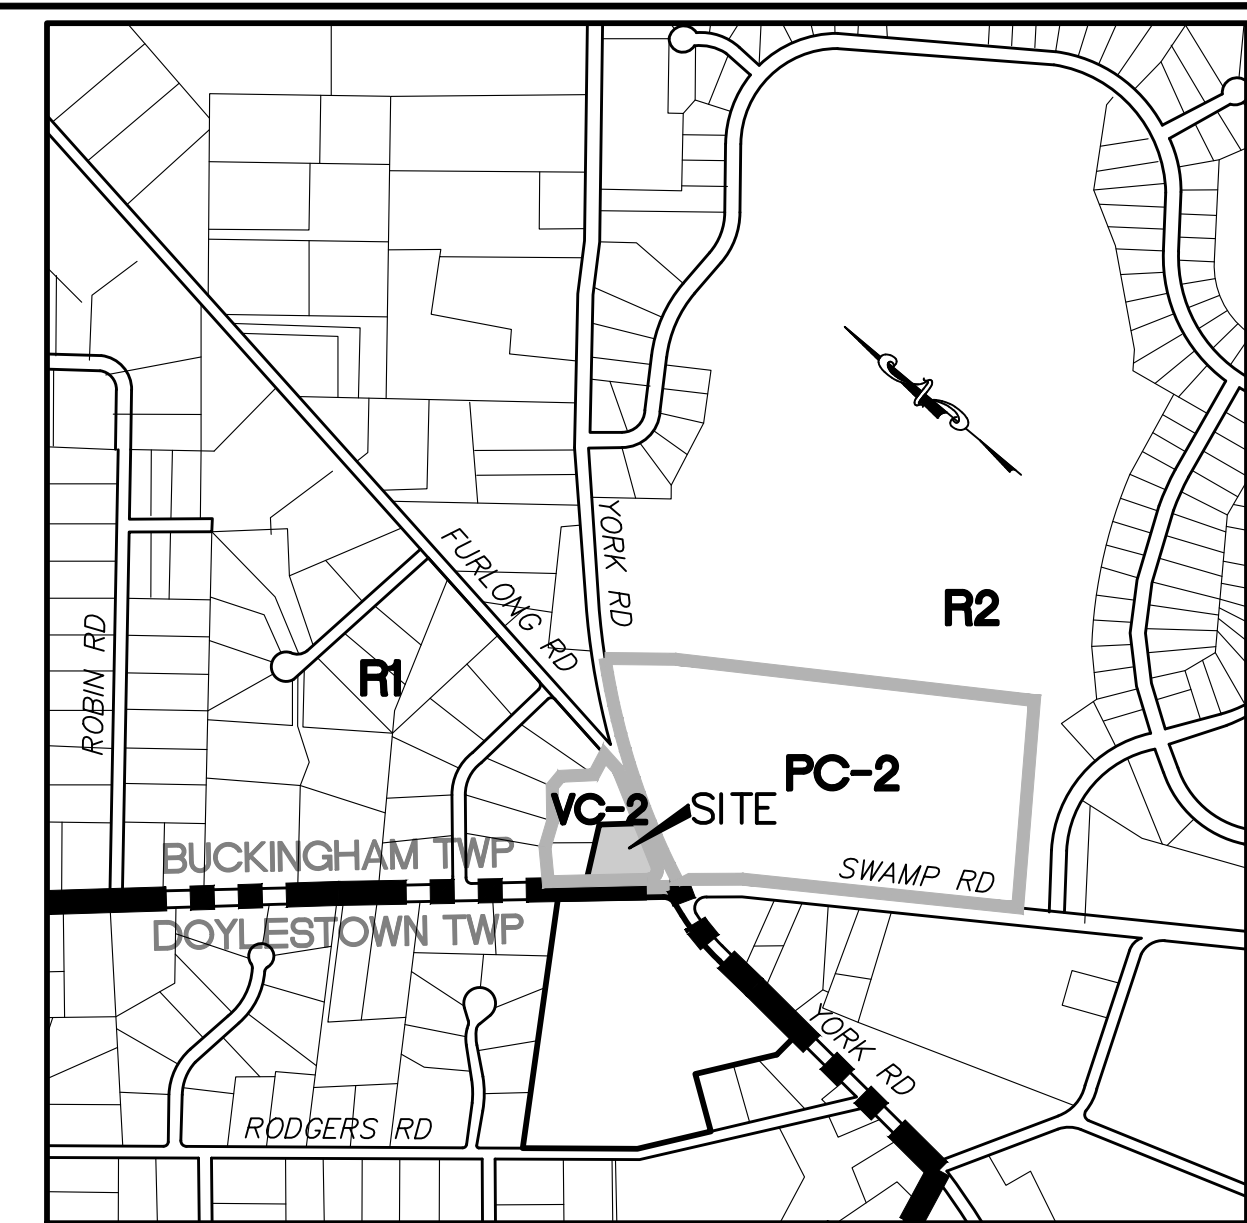 YORK RD
FURLONG RD
R2
ROBIN RD
R1
PC-2
VC-2
SITE
BUCKINGHAM TWP
SWAMP RD
DOYLESTOWN TWP
YORK RD
RODGERS RD